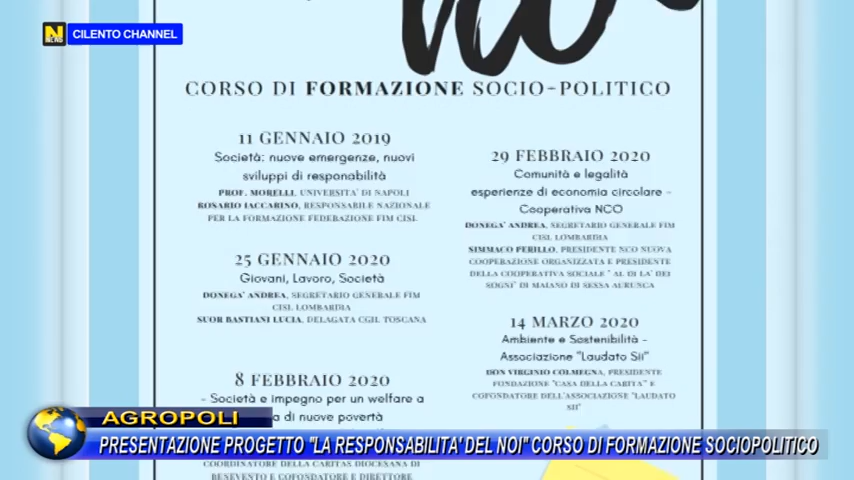 N
NEWS
CILENTO CHANNEL
CORSO DI FORMAZIONE SOCIO-POLITICO
11 GENNAIO 2019
Società: nuove emergenze, nuovi
sviluppi di responabilità
PROF. MORELLI, UNIVERSITA' DI NAPOLI
ROSARIO IACCARINO, RESPONSABILE NAZIONALE
PER LA FORMAZIONE FEDERAZIONE FIM CISL
25 GENNAIO 2020
Giovani, Lavoro, Società
DONEGA' ANDREA, SEGRETARIO GENERALE FIM
CISL LOMBARDIA
SUOR BASTIANI LUCIA, DELAGATA CGIL TOSCANA
8 FEBBRAIO 2020
- Società e impegno per un welfare a
di nuove povertà
COORDINATORE DELLA CARITAS DIOCESANA DI
BENEVENTO E COFONDATORE E DIRETTORE
29 FEBBRAIO 2020
Comunità e legalità
esperienze di economia circolare -
Cooperativa NCO
DONEGA' ANDREA, SEGRETARIO GENERALE FIM
CISL LOMBARDIA
SIMMACO PERILLO, PRESIDENTE NCO NUOVA
COOPERAZIONE ORGANIZZATA E PRESIDENTE
DELLA COOPERATIVA SOCIALE " AL DI LA' DEI
SOGNI" DI MAIANO DI SESSA AURUNCA
14 MARZO 2020
Ambiente e Sostenibilità -
Associazione "Laudato Sii"
DON VIRGINIO COLMEGNA, PRESIDENTE
FONDAZIONE "CASA DELLA CARITA'" E
COFONDATORE DELL'ASSOCIAZIONE "LAUDATO
SII"
AGROPOLI
PRESENTAZIONE PROGETTO "LA RESPONSABILITA' DEL NOI" CORSO DI FORMAZIONE SOCIOPOLITICO